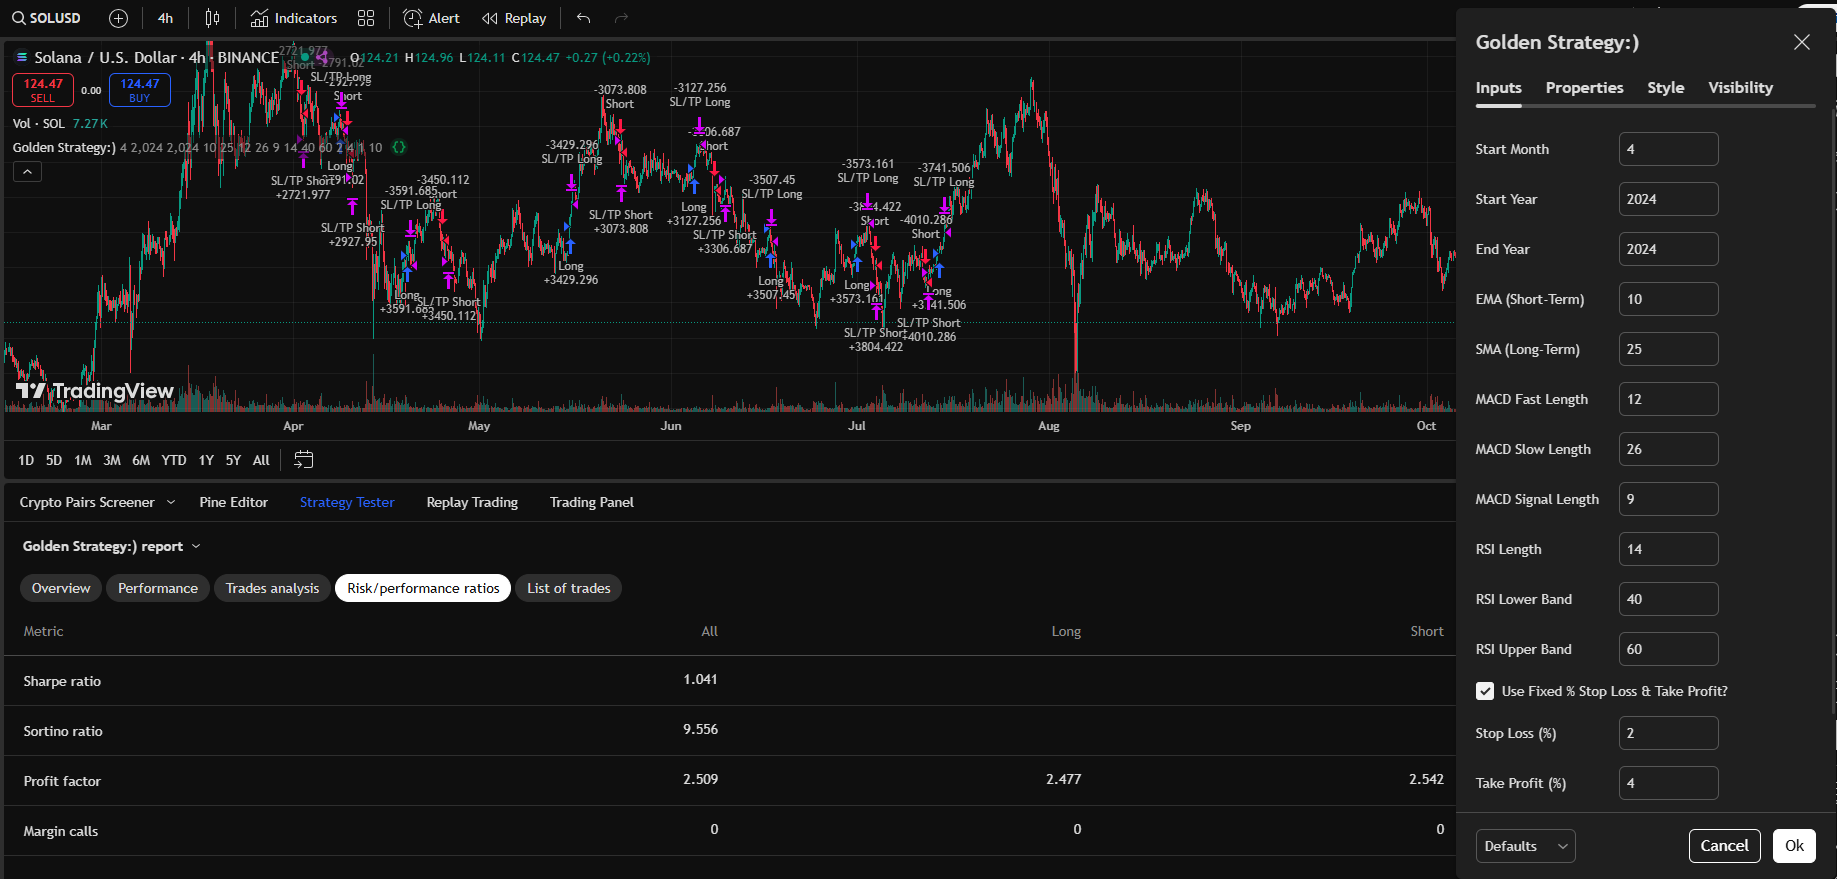 SOLUSD 4h Indicators Alert Replay
Solana / U.S. Dollar · 4h · BINANCE O124.21 H124.96 L124.11 C124.47 +0.27 (+0.22%)
124.47 SELL 0.00 124.47 BUY
Vol · SOL 7.27K
Golden Strategy:) 4 2,024 2,024 10 25 12 26 9 14 40 60 2 4 1 10
2721.977
Short
-2791.02
SL/TP Long
Short
SL/TP Short
+2721.977
Long
SL/TP Short
+2927.95
-3591.685
SL/TP Long
Long
-3450.112
Short
SL/TP Short
+3450.112
-3429.296
SL/TP Long
Long
+3429.296
-3073.808
Short
SL/TP Short
+3073.808
-3127.256
SL/TP Long
Long
+3127.256
Short
SL/TP Short
+3306.687
-3507.45
SL/TP Long
Long
+3507.45
-3573.161
SL/TP Long
Long
+3573.161
Short
SL/TP Short
+3804.422
-4010.286
Short
SL/TP Short
+4010.286
-3741.506
SL/TP Long
Long
+3741.506
TradingView
Mar Apr May Jun Jul Aug Sep Oct
1D 5D 1M 3M 6M YTD 1Y 5Y All
Crypto Pairs Screener Pine Editor Strategy Tester Replay Trading Trading Panel
Golden Strategy:) report
Overview Performance Trades analysis Risk/performance ratios List of trades
Metric All Long Short
Sharpe ratio 1.041
Sortino ratio 9.556
Profit factor 2.509 2.477 2.542
Margin calls 0 0 0
Golden Strategy:)
Inputs Properties Style Visibility
Start Month 4
Start Year 2024
End Year 2024
EMA (Short-Term) 10
SMA (Long-Term) 25
MACD Fast Length 12
MACD Slow Length 26
MACD Signal Length 9
RSI Length 14
RSI Lower Band 40
RSI Upper Band 60
Use Fixed % Stop Loss & Take Profit?
Stop Loss (%) 2
Take Profit (%) 4
Defaults Cancel Ok